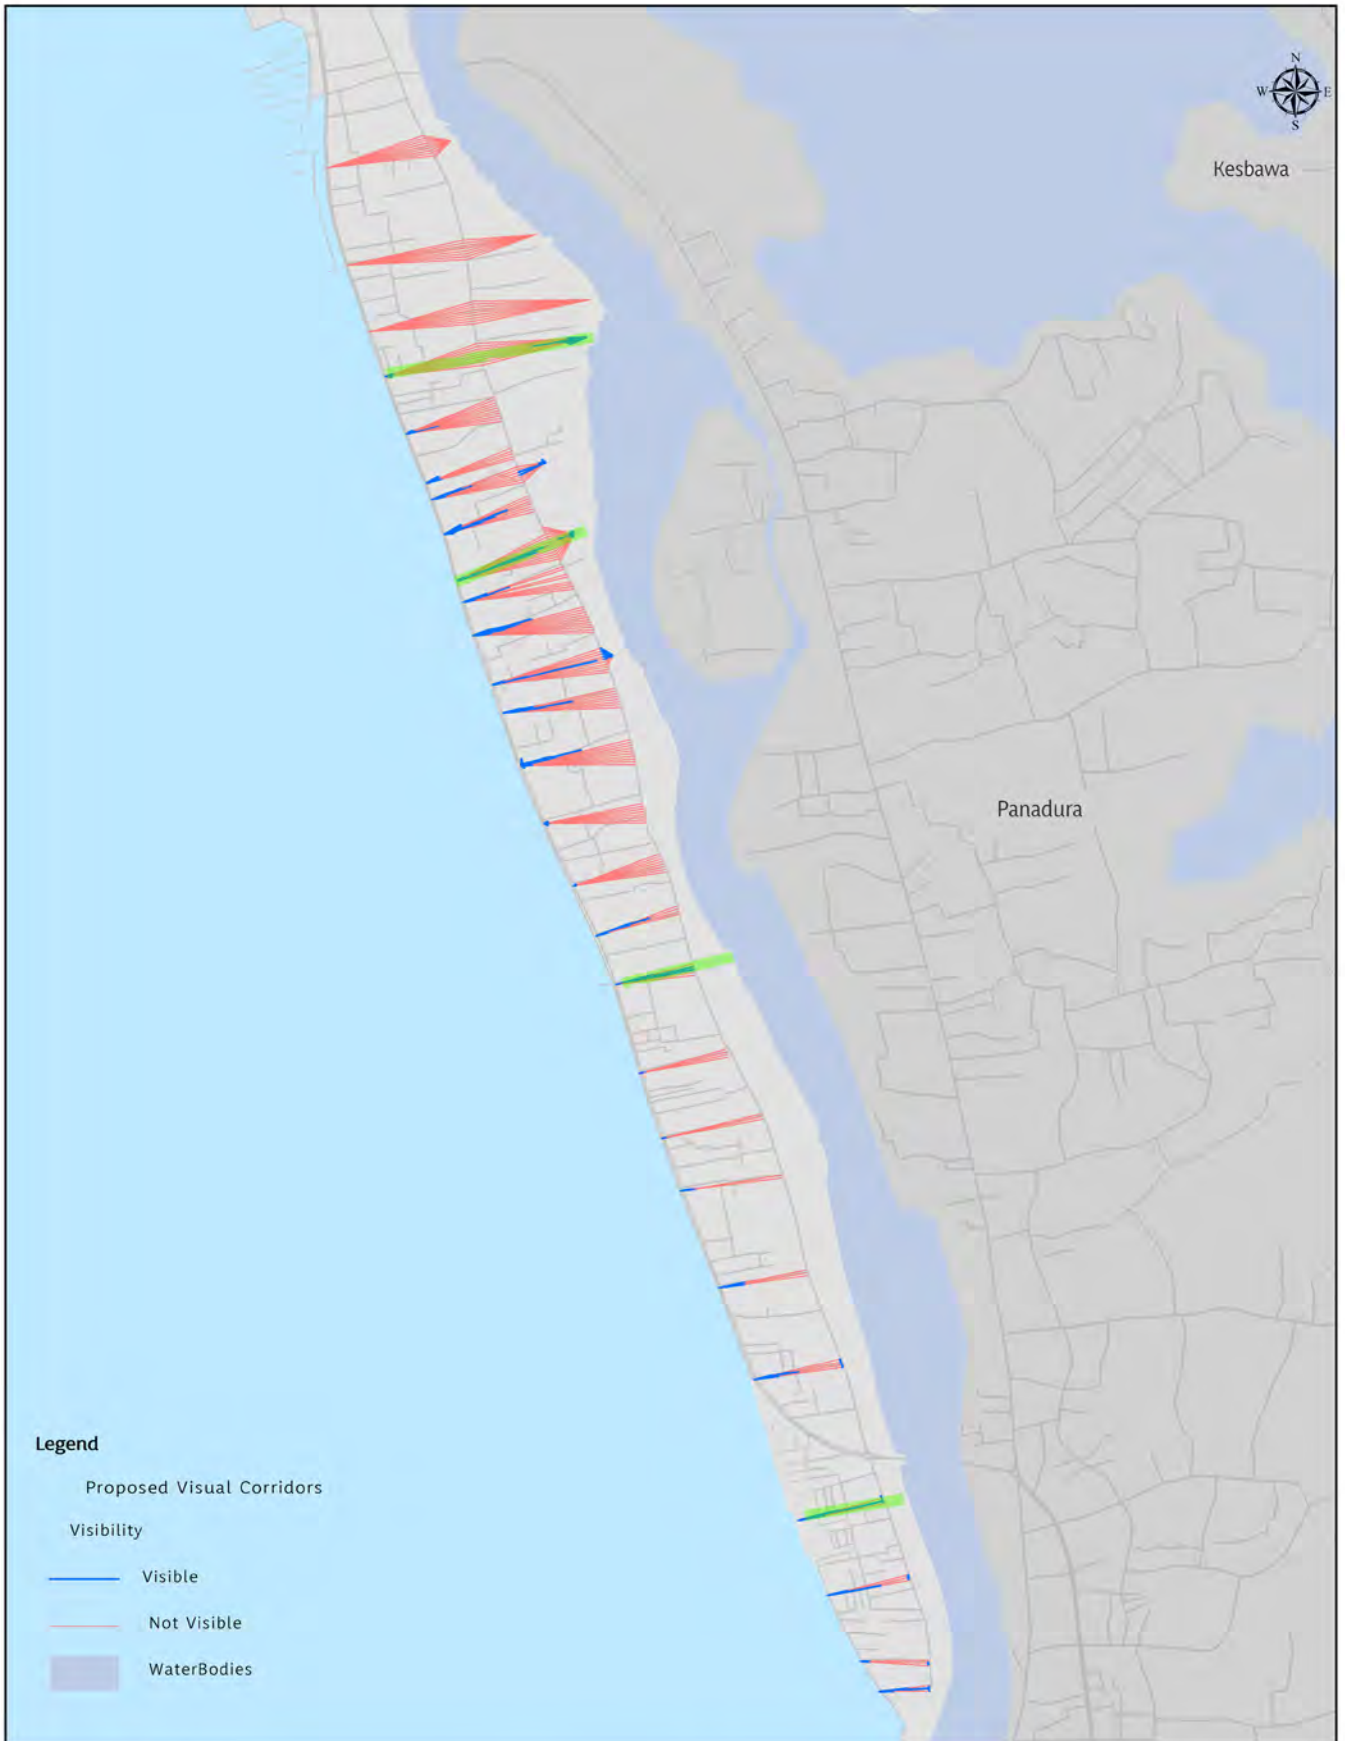 N
W E
S
Kesbawa
Panadura
Legend
Proposed Visual Corridors
Visibility
Visible
Not Visible
WaterBodies